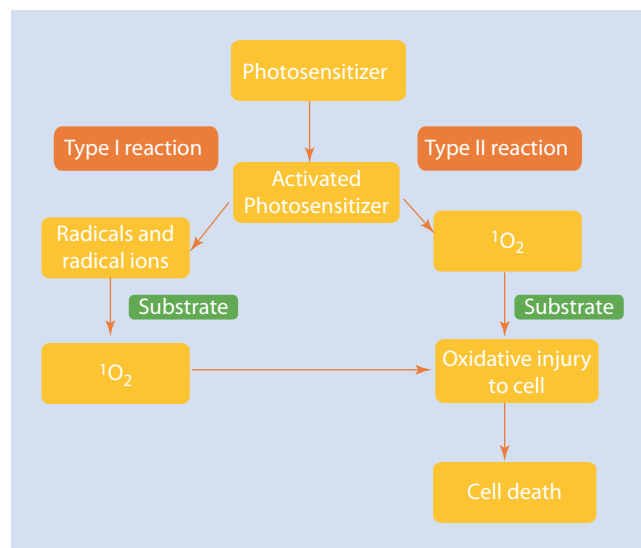 Photosensitizer
Type I reaction
Type II reaction
Activated
Photosensitizer
Radicals and
radical ions
¹O₂
Substrate
Substrate
¹O₂
Oxidative injury
to cell
Cell death